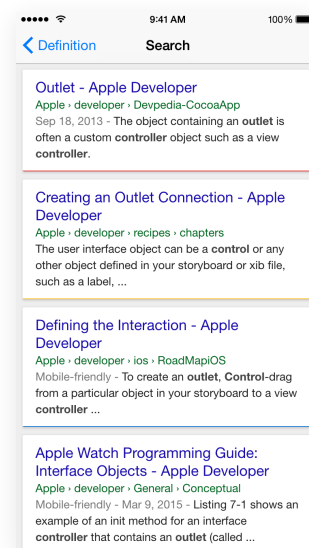 9:41 AM 100%
Definition Search
Outlet - Apple Developer
Apple › developer › Devpedia-CocoaApp
Sep 18, 2013 - The object containing an outlet is
often a custom controller object such as a view
controller.
Creating an Outlet Connection - Apple
Developer
Apple › developer › recipes › chapters
The user interface object can be a control or any
other object defined in your storyboard or xib file,
such as a label, ...
Defining the Interaction - Apple
Developer
Apple › developer › ios › RoadMapiOS
Mobile-friendly - To create an outlet, Control-drag
from a particular object in your storyboard to a view
controller ...
Apple Watch Programming Guide:
Interface Objects - Apple Developer
Apple › developer › General › Conceptual
Mobile-friendly - Mar 9, 2015 - Listing 7-1 shows an
example of an init method for an interface
controller that contains an outlet (called ...